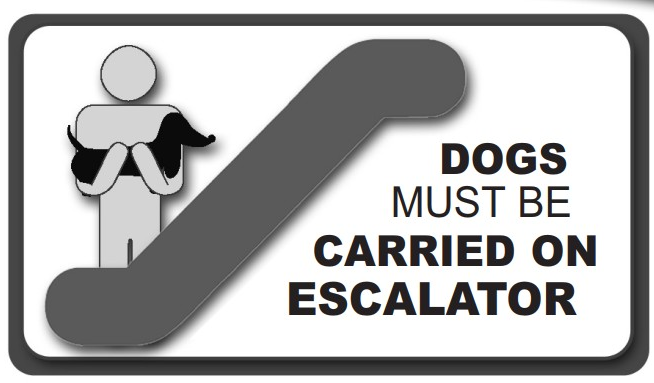 DOGS
MUST BE
CARRIED ON
ESCALATOR